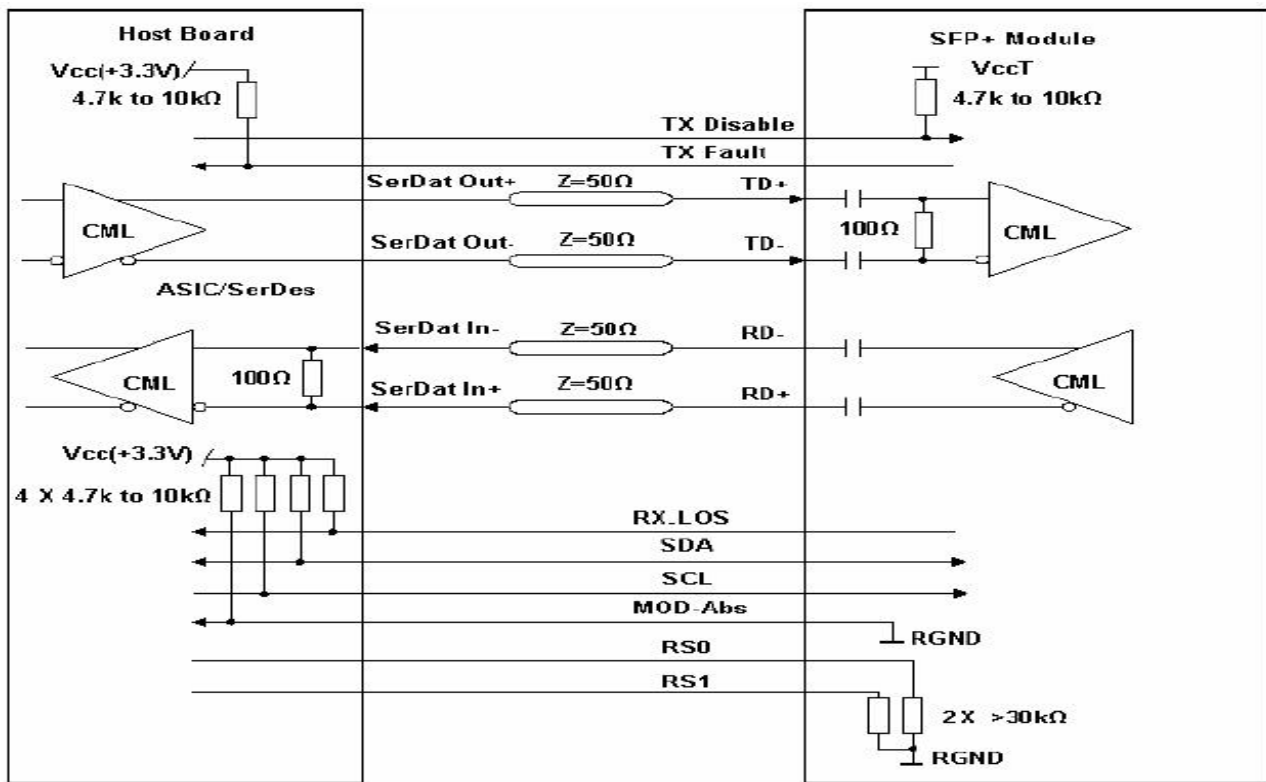 Host Board
SFP+ Module
Vcc(+3.3V)
4.7k to 10kΩ
VccT
4.7k to 10kΩ
TX Disable
TX Fault
SerDat Out+
Z=50Ω
TD+
CML
100Ω
CML
SerDat Out-
Z=50Ω
TD-
ASIC/SerDes
SerDat In-
Z=50Ω
RD-
CML
100Ω
CML
SerDat In+
Z=50Ω
RD+
Vcc(+3.3V)
4 X 4.7k to 10kΩ
RX_LOS
SDA
SCL
MOD-Abs
RGND
RS0
RS1
2X >30kΩ
RGND